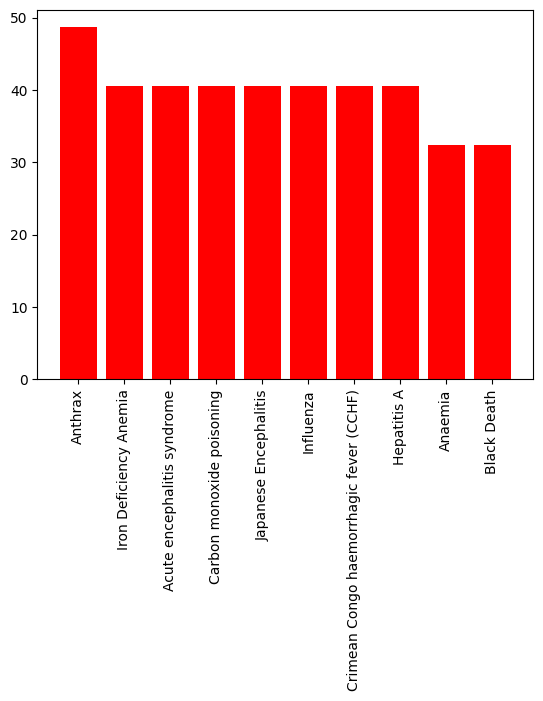 50
40
30
20
10
0
Anthrax
Iron Deficiency Anemia
Acute encephalitis syndrome
Carbon monoxide poisoning
Japanese Encephalitis
Influenza
Crimean Congo haemorrhagic fever (CCHF)
Hepatitis A
Anaemia
Black Death